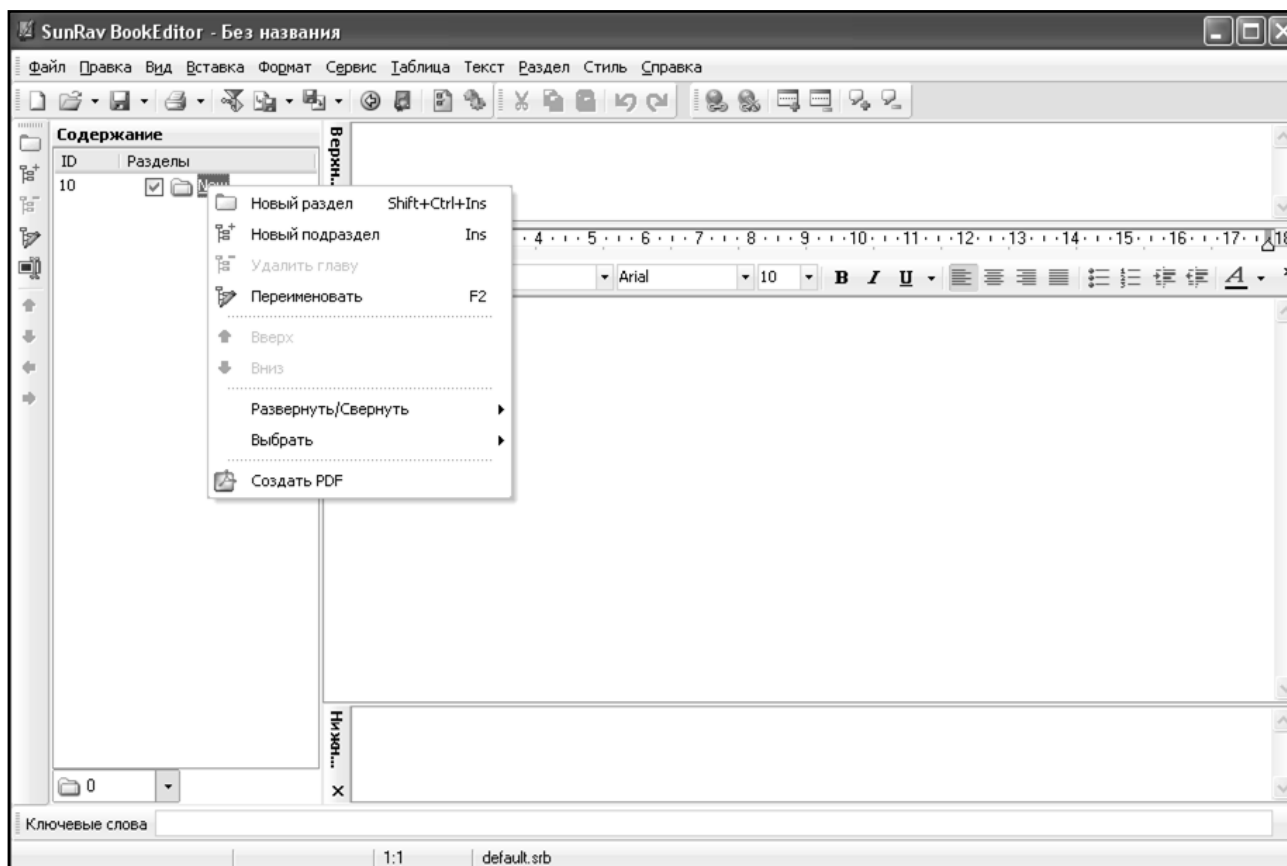 SunRav BookEditor - Без названия
Файл Правка Вид Вставка Формат Сервис Таблица Текст Раздел Стиль Справка
Содержание
ID Разделы
10 New
Верхн...
Новый раздел Shift+Ctrl+Ins
Новый подраздел Ins
Удалить главу
Переименовать F2
Вверх
Вниз
Развернуть/Свернуть
Выбрать
Создать PDF
4 5 6 7 8 9 10 11 12 13 14 15 16 17 18
Arial 10 B I U A
Нижн...
0
Ключевые слова
1:1 default.srb